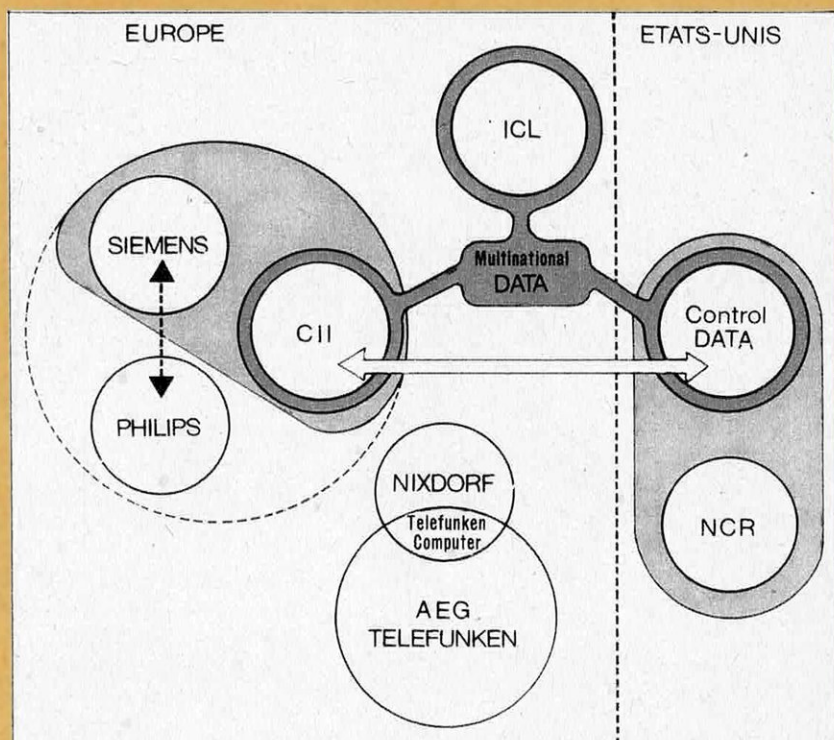 EUROPE
ETATS-UNIS
ICL
SIEMENS
Multinational
DATA
CII
Control
DATA
PHILIPS
NIXDORF
Telefunken
Computer
NCR
AEG
TELEFUNKEN